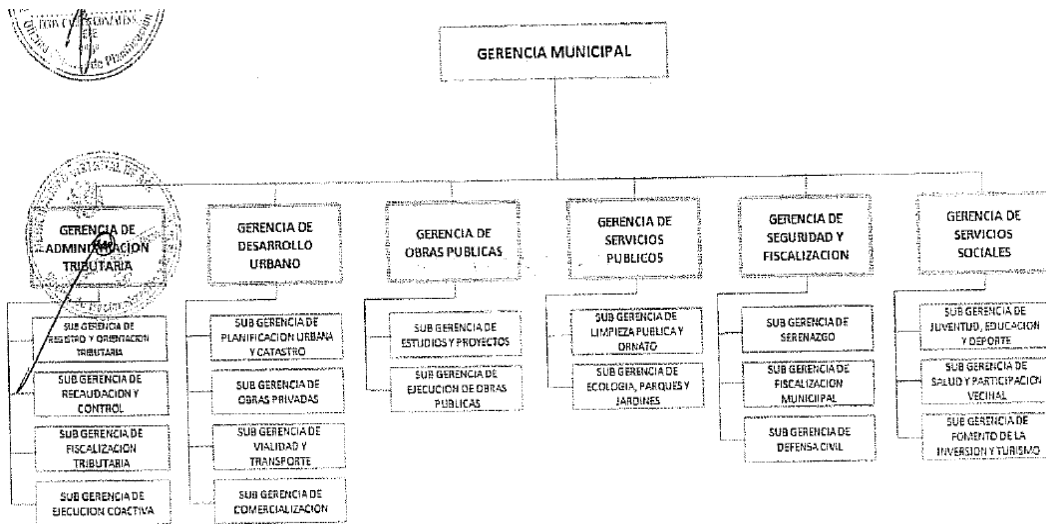 de Planificación
GERENCIA MUNICIPAL
GERENCIA DE
ADMINISTRACION
TRIBUTARIA
GERENCIA DE
DESARROLLO
URBANO
GERENCIA DE
OBRAS PUBLICAS
GERENCIA DE
SERVICIOS
PUBLICOS
GERENCIA DE
SEGURIDAD Y
FISCALIZACION
GERENCIA DE
SERVICIOS
SOCIALES
SUB GERENCIA DE
REGISTRO Y ORIENTACION
TRIBUTARIA
SUB GERENCIA DE
RECAUDACION Y
CONTROL
SUB GERENCIA DE
FISCALIZACION
TRIBUTARIA
SUB GERENCIA DE
EJECUCION COACTIVA
SUB GERENCIA DE
PLANIFICACION URBANA
Y CATASTRO
SUB GERENCIA DE
OBRAS PRIVADAS
SUB GERENCIA DE
VIALIDAD Y
TRANSPORTE
SUB GERENCIA DE
COMERCIALIZACION
SUB GERENCIA DE
ESTUDIOS Y PROYECTOS
SUB GERENCIA DE
EJECUCION DE OBRAS
PUBLICAS
SUB GERENCIA DE
LIMPIEZA PUBLICA Y
ORNATO
SUB GERENCIA DE
ECOLOGIA, PARQUES Y
JARDINES
SUB GERENCIA DE
SERENAZGO
SUB GERENCIA DE
FISCALIZACION
MUNICIIPAL
SUB GERENCIA DE
DEFENSA CIVIL
SUB GERENCIA DE
JUVENTUD, EDUCACION
Y DEPORTE
SUB GERENCIA DE
SALUD Y PARTICIPACION
VECINAL
SUB GERENCIA DE
FOMENTO DE LA
INVERSION Y TURISMO